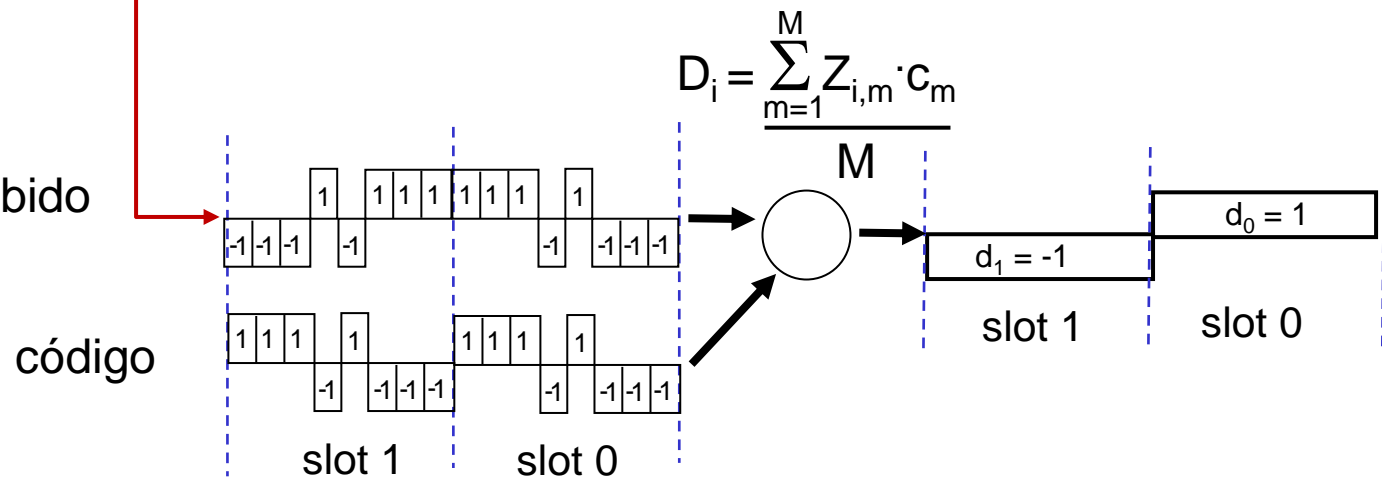 M
D_i = ∑ Z_{i,m}·c_m
m=1
M
bido
-1 -1 -1 1 -1 1 1 1 1 1 1 -1 1 -1 -1 -1
d_0 = 1
d_1 = -1
código
1 1 1 -1 1 -1 -1 -1 1 1 1 -1 1 -1 -1 -1
slot 1
slot 0
slot 1
slot 0